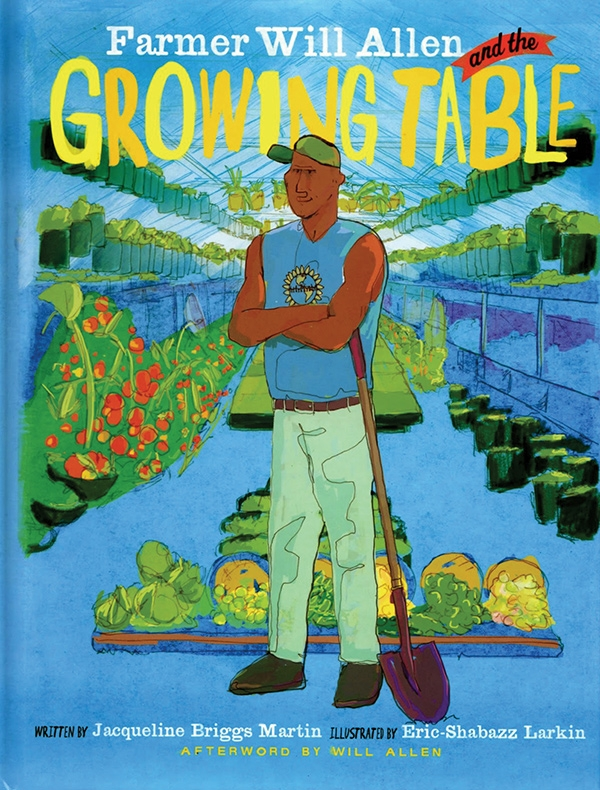 Farmer Will Allen and the
GROWING TABLE
WRITTEN BY Jacqueline Briggs Martin ILLUSTRATED BY Eric-Shabazz Larkin
AFTERWORD BY WILL ALLEN